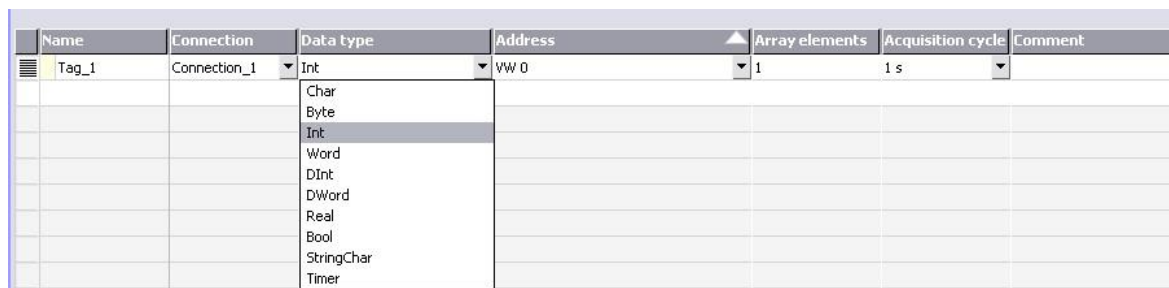 Name Connection Data type Address Array elements Acquisition cycle Comment
Tag_1 Connection_1 Int VW 0 1 1 s
Char
Byte
Int
Word
DInt
DWord
Real
Bool
StringChar
Timer